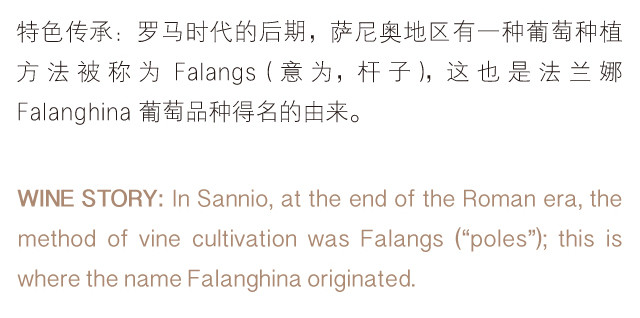 特色传承：罗马时代的后期，萨尼奥地区有一种葡萄种植
方法被称为 Falangs (意为，杆子)，这也是法兰娜
Falanghina 葡萄品种得名的由来。
WINE STORY: In Sannio, at the end of the Roman era, the
method of vine cultivation was Falangs (“poles”); this is
where the name Falanghina originated.